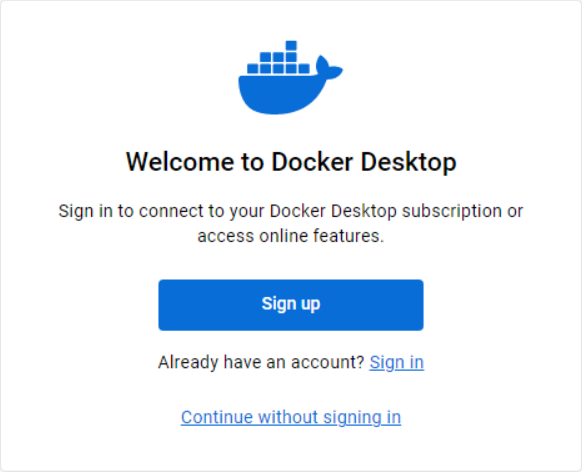 Welcome to Docker Desktop
Sign in to connect to your Docker Desktop subscription or
access online features.
Sign up
Already have an account? Sign in
Continue without signing in